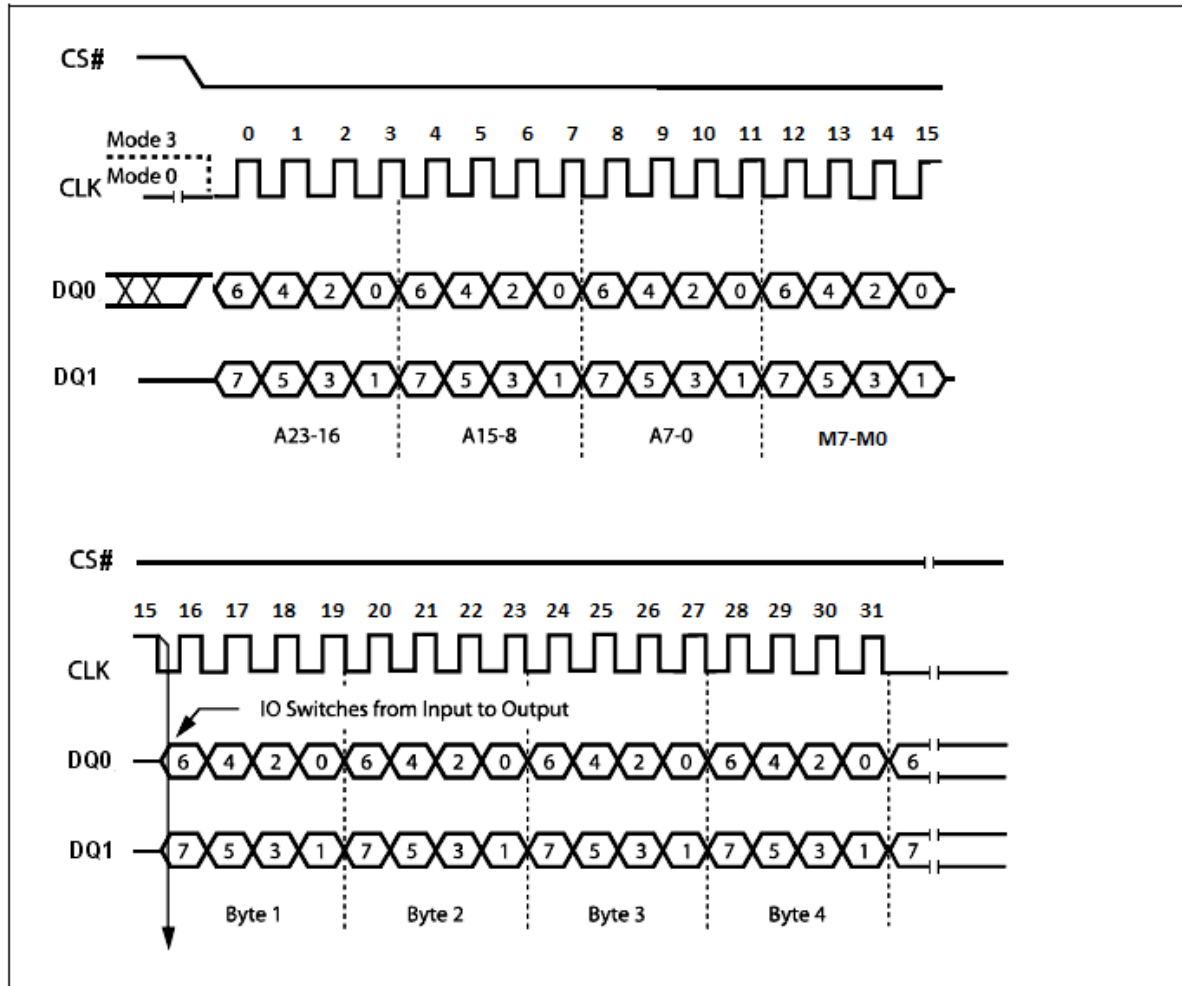 CS#
0 1 2 3 4 5 6 7 8 9 10 11 12 13 14 15
Mode 3
CLK Mode 0
DQ0 6 4 2 0 6 4 2 0 6 4 2 0 6 4 2 0
DQ1 7 5 3 1 7 5 3 1 7 5 3 1 7 5 3 1
A23-16 A15-8 A7-0 M7-M0
CS#
15 16 17 18 19 20 21 22 23 24 25 26 27 28 29 30 31
CLK
IO Switches from Input to Output
DQ0 6 4 2 0 6 4 2 0 6 4 2 0 6 4 2 0 6
DQ1 7 5 3 1 7 5 3 1 7 5 3 1 7 5 3 1 7
Byte 1 Byte 2 Byte 3 Byte 4